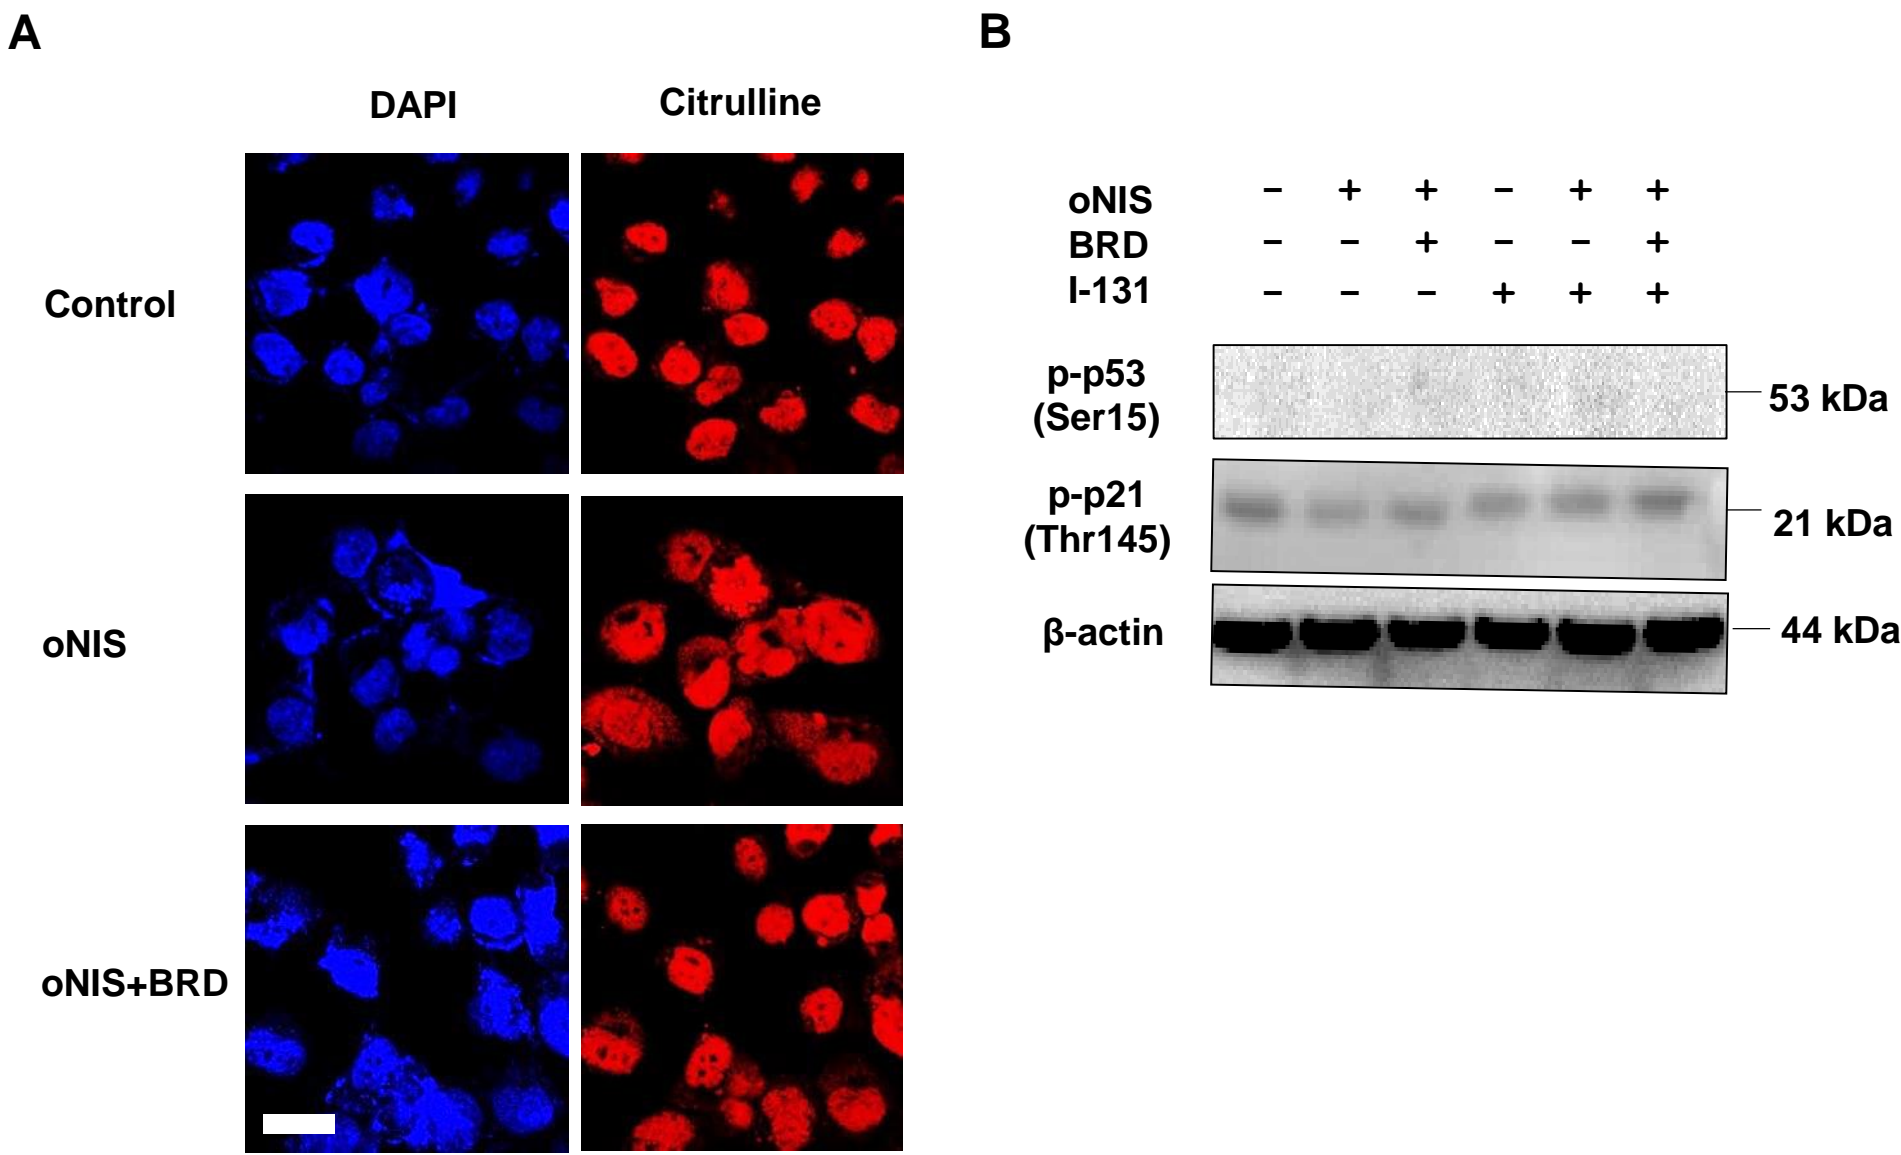 A
B
DAPI
Citrulline
Control
oNIS
oNIS+BRD
oNIS − + + − + +
BRD − − + − − +
I-131 − − − + + +
p-p53
(Ser15)
53 kDa
p-p21
(Thr145)
21 kDa
β-actin
44 kDa